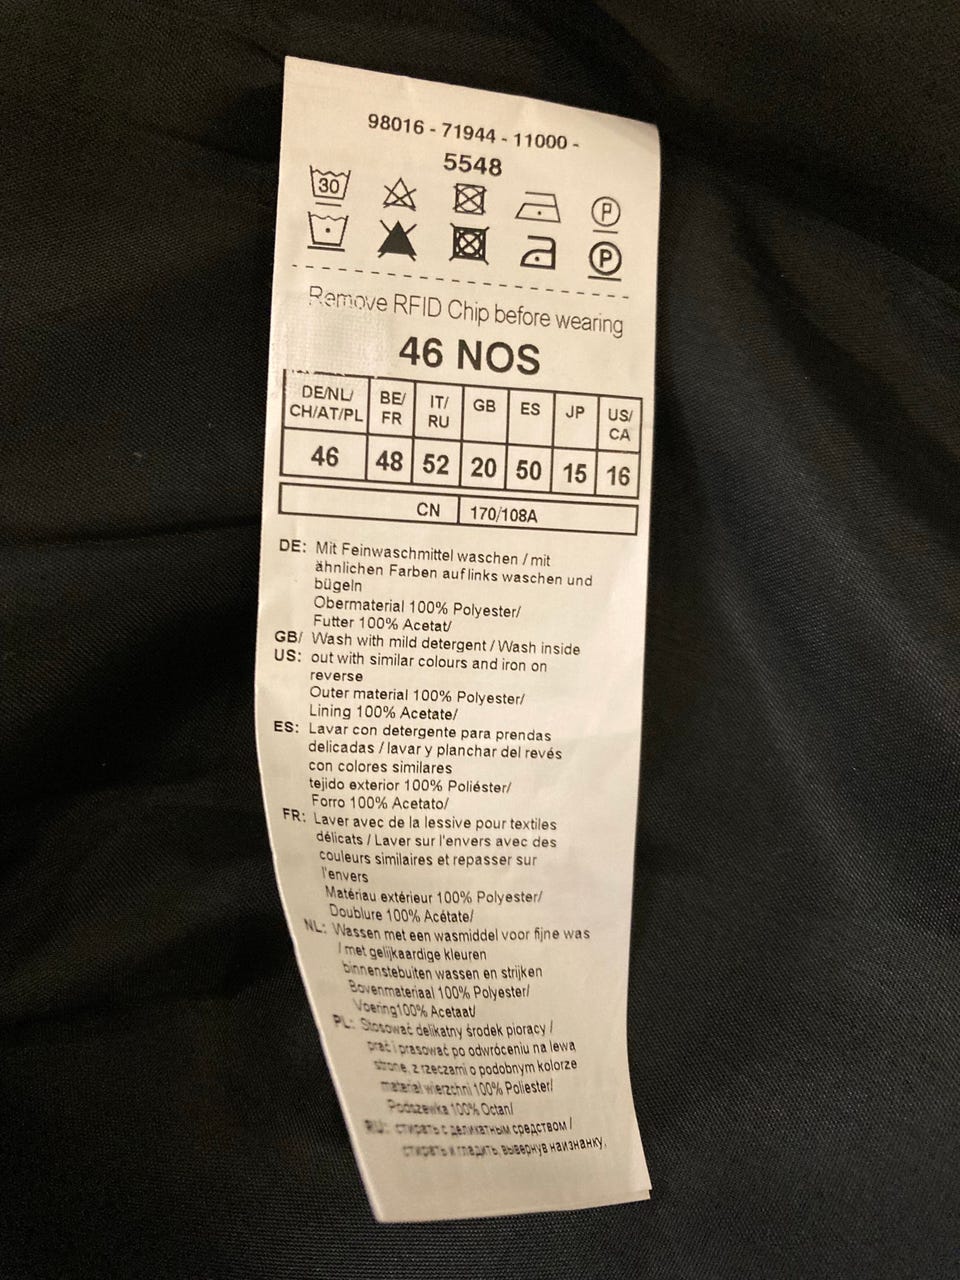 98016 - 71944 - 11000 -
5548
30 P
P
Remove RFID Chip before wearing
46 NOS
DE/NL/ CH/AT/PL BE/ FR IT/ RU GB ES JP US/ CA
46 48 52 20 50 15 16
CN 170/108A
DE: Mit Feinwaschmittel waschen / mit
ähnlichen Farben auf links waschen und
bügeln
Obermaterial 100% Polyester/
Futter 100% Acetat/
GB/ Wash with mild detergent / Wash inside
US: out with similar colours and iron on
reverse
Outer material 100% Polyester/
Lining 100% Acetate/
ES: Lavar con detergente para prendas
delicadas / lavar y planchar del revés
con colores similares
tejido exterior 100% Poliéster/
Forro 100% Acetato/
FR: Laver avec de la lessive pour textiles
délicats / Laver sur l'envers avec des
couleurs similaires et repasser sur
l'envers
Matériau extérieur 100% Polyester/
Doublure 100% Acétate/
NL: Wassen met een wasmiddel voor fijne was
/ met gelijkaardige kleuren
binnenstebuiten wassen en strijken
Bovenmateriaal 100% Polyester/
Voering100% Acetaat/
PL: Stosować delikatny środek piorący /
prać i prasować po odwróceniu na lewą
stronę, z rzeczami o podobnym kolorze
materiał wierzchni 100% Poliester/
Podszewka 100% Octan/
RU: стирать с деликатным средством /
стирать и гладить, вывернув наизнанку,